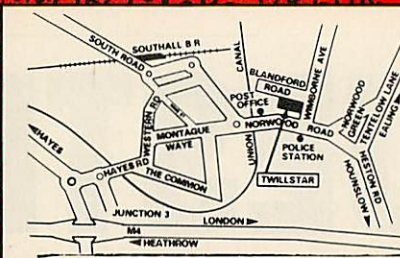 SOUTHALL B R
SOUTH ROAD
CANAL
BLANDFORD
ROAD
WIMBORNE AVE
POST
OFFICE
NORWOOD
GREEN-
TENTELOW LANE
EALING
WESTERN RD
MONTAGUE
WAYE
NORWOOD ROAD
UNION
POLICE
STATION
HAYES
HAYES RD
THE COMMON
TWILLSTAR
HESTON RD
HOUNSLOW
JUNCTION 3
LONDON
M4
HEATHROW